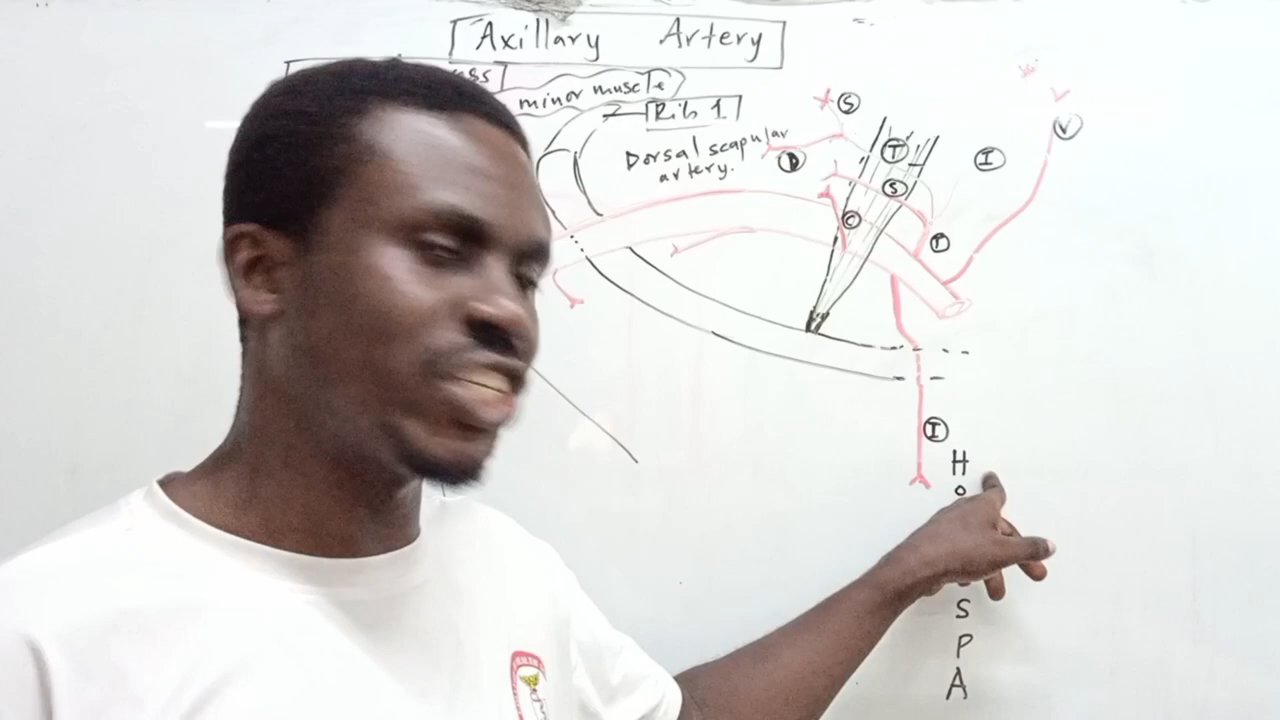 Axillary Artery
minor muscle
Rib 1
Dorsal scapular
artery.
S
D
T
S
C
I
P
V
I
H
O
S
P
A